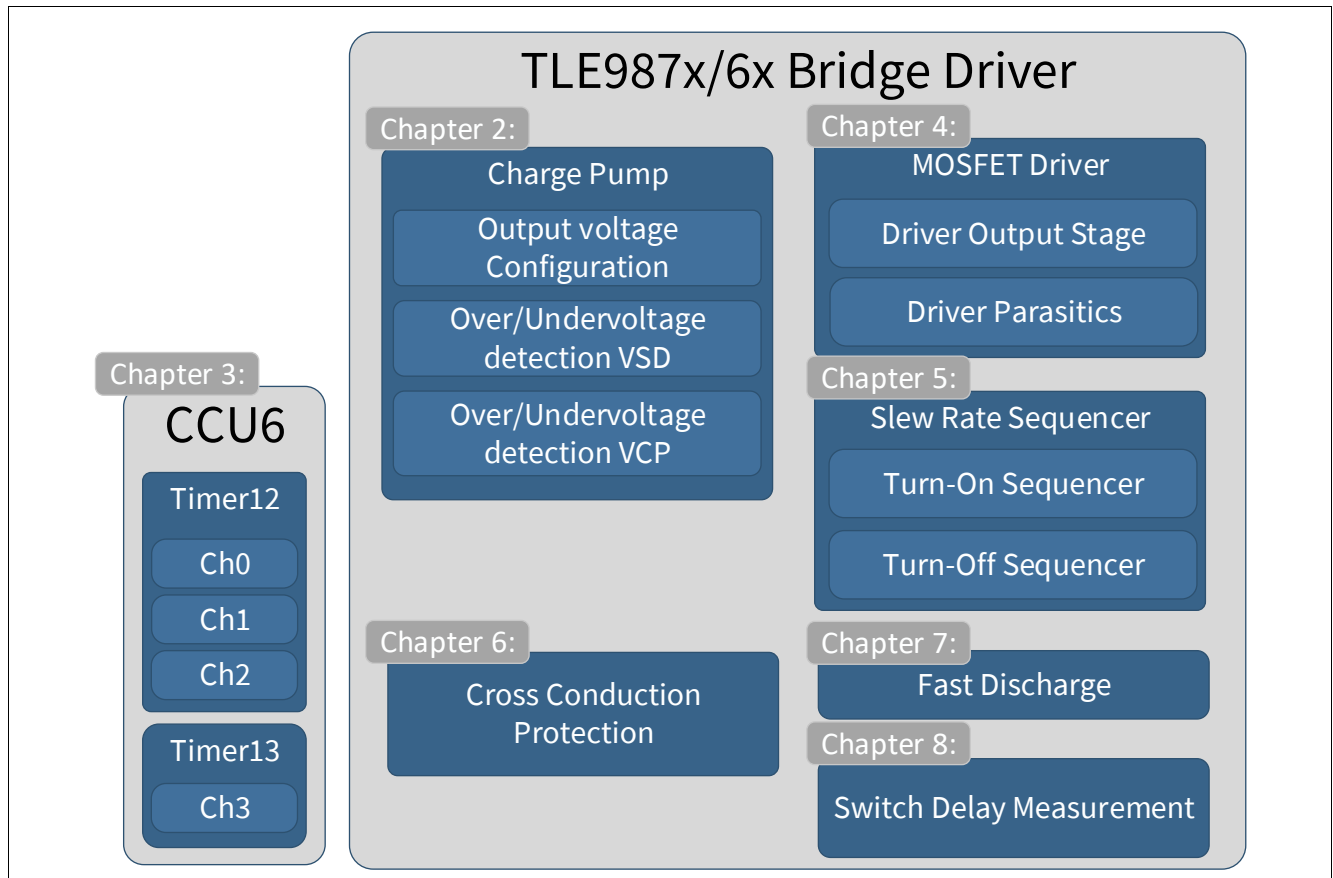 TLE987x/6x Bridge Driver
Chapter 2:
Charge Pump
Output voltage
Configuration
Over/Undervoltage
detection VSD
Over/Undervoltage
detection VCP
Chapter 4:
MOSFET Driver
Driver Output Stage
Driver Parasitics
Chapter 3:
CCU6
Timer12
Ch0
Ch1
Ch2
Timer13
Ch3
Chapter 5:
Slew Rate Sequencer
Turn-On Sequencer
Turn-Off Sequencer
Chapter 6:
Cross Conduction
Protection
Chapter 7:
Fast Discharge
Chapter 8:
Switch Delay Measurement